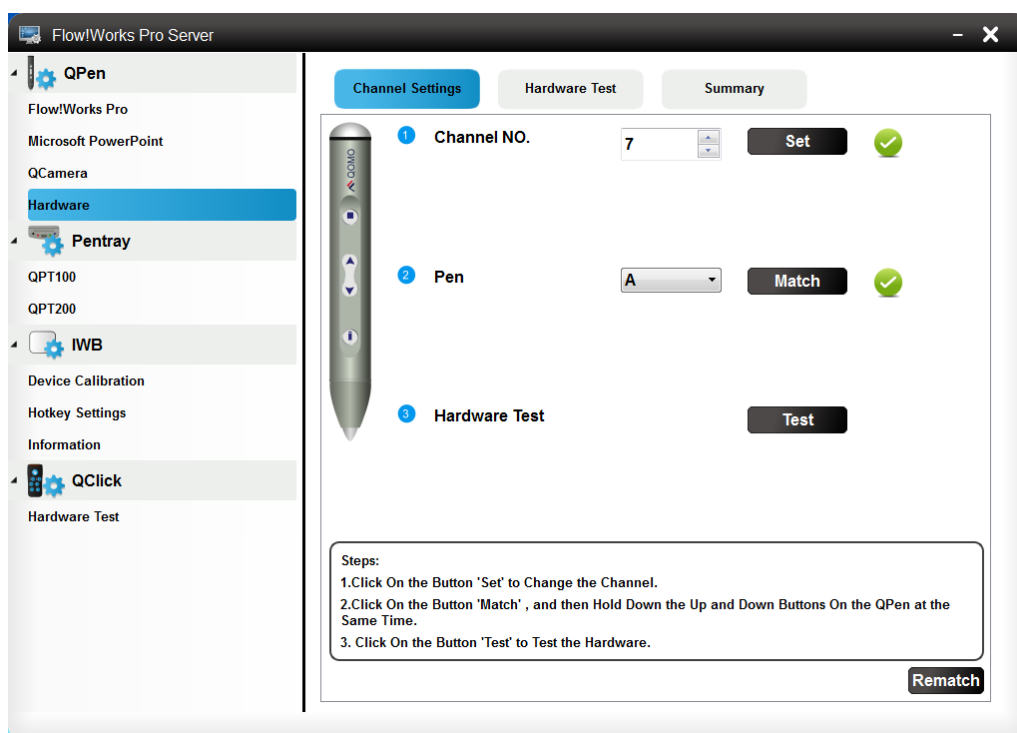 Flow!Works Pro Server
QPen
Flow!Works Pro
Microsoft PowerPoint
QCamera
Hardware
Pentray
QPT100
QPT200
IWB
Device Calibration
Hotkey Settings
Information
QClick
Hardware Test
Channel Settings
Hardware Test
Summary
QOMO
1 Channel NO. 7 Set
2 Pen A Match
3 Hardware Test Test
Steps:
1.Click On the Button 'Set' to Change the Channel.
2.Click On the Button 'Match' , and then Hold Down the Up and Down Buttons On the QPen at the
Same Time.
3. Click On the Button 'Test' to Test the Hardware.
Rematch